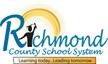 Richmond
County School System
Learning today... Leading tomorrow